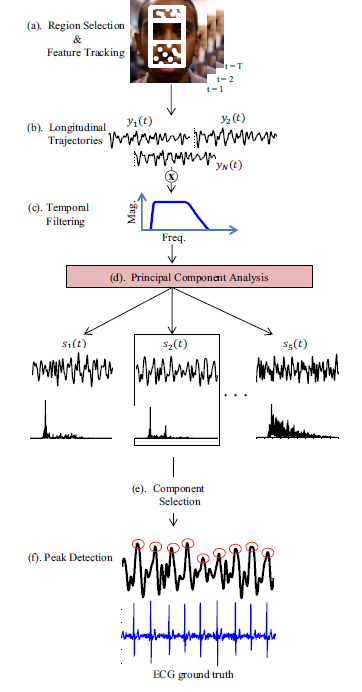 (a). Region Selection
&
Feature Tracking
t = T
t = 2
t = 1
(b). Longitudinal
Trajectories
y₁(t)
y₂(t)
y_N(t)
x
(c). Temporal
Filtering
Mag.
Freq.
(d). Principal Component Analysis
s₁(t)
s₂(t)
s₅(t)
. . .
(e). Component
Selection
(f). Peak Detection
ECG ground truth